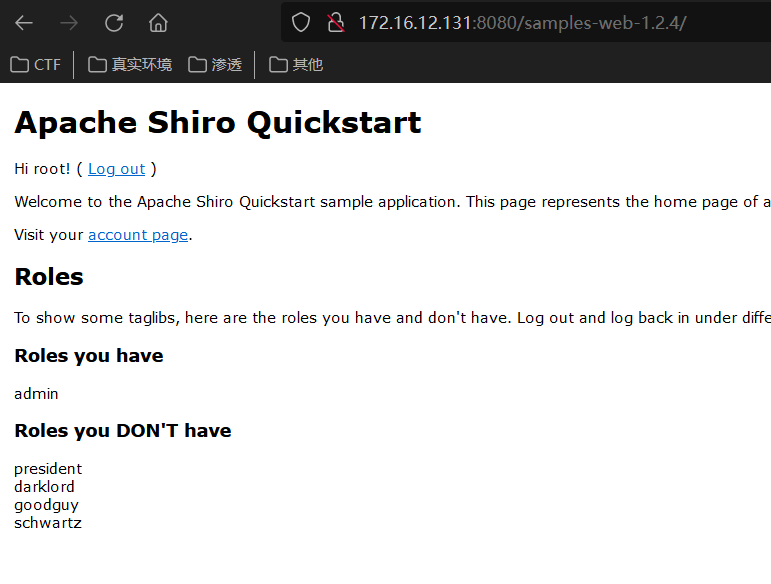 172.16.12.131:8080/samples-web-1.2.4/
CTF 真实环境 渗透 其他
Apache Shiro Quickstart
Hi root! ( Log out )
Welcome to the Apache Shiro Quickstart sample application. This page represents the home page of a
Visit your account page.
Roles
To show some taglibs, here are the roles you have and don't have. Log out and log back in under diffe
Roles you have
admin
Roles you DON'T have
president
darklord
goodguy
schwartz